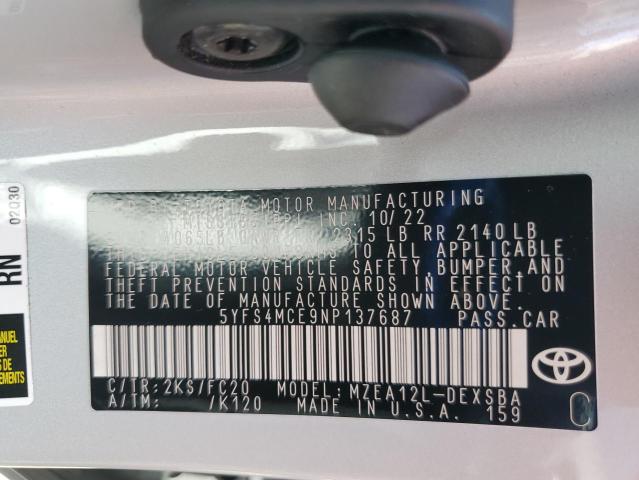 MOTOR MANUFACTURING
INC. 10/22
4065LB 2315 LB RR 2140 LB
TO ALL APPLICABLE
FEDERAL MOTOR VEHICLE SAFETY, BUMPER, AND
THEFT PREVENTION STANDARDS IN EFFECT ON
THE DATE OF MANUFACTURE SHOWN ABOVE.
5YFS4MCE9NP137687 PASS.CAR
C/TR: 2KS/FC20 MODEL: MZEA12L-DEXSBA
A/TM: /K120 MADE IN U.S.A. 159
02Q30
RN